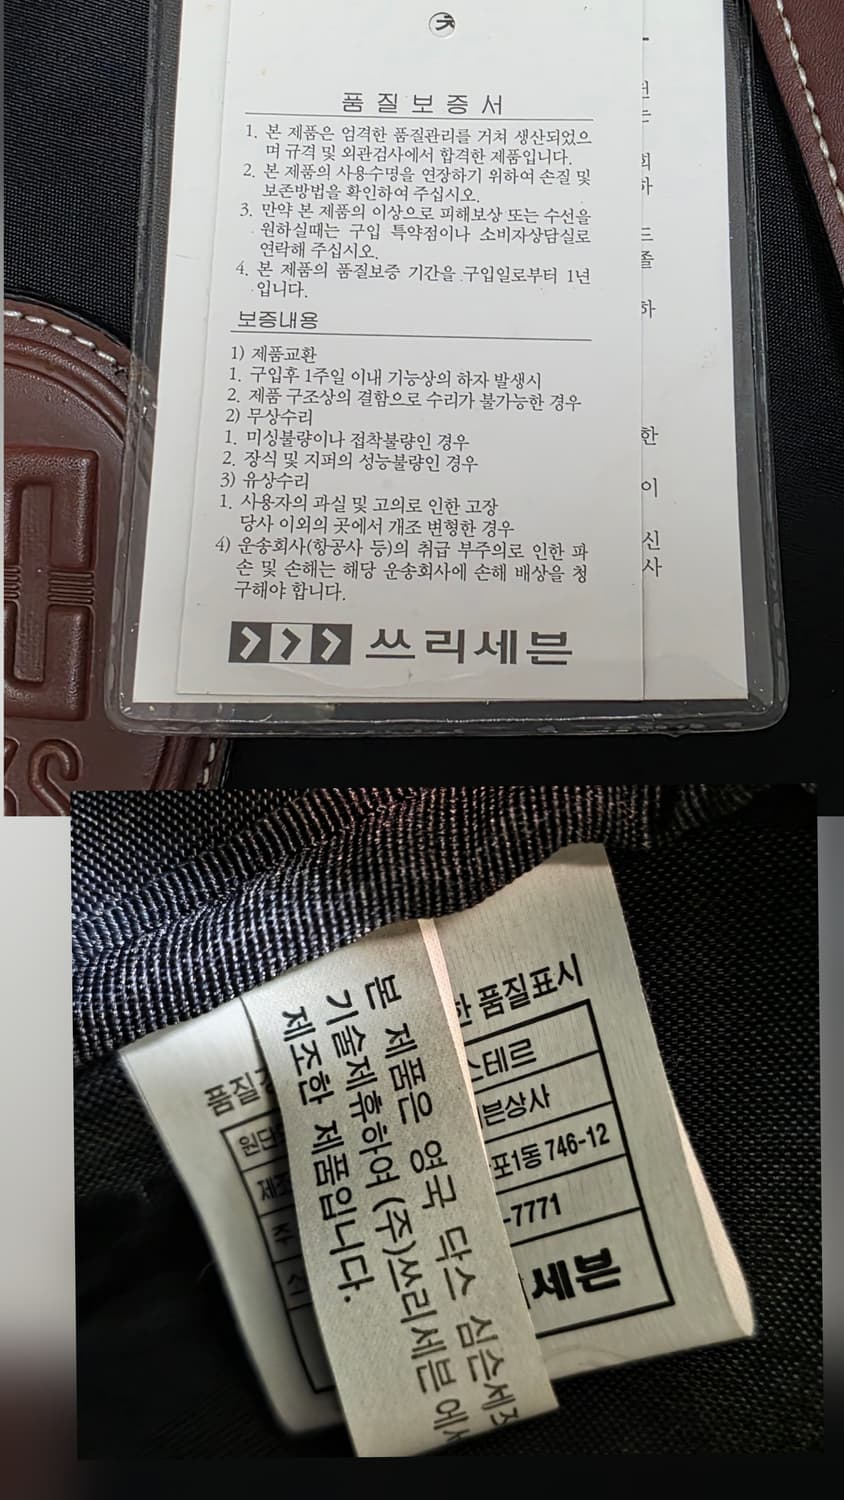 품질보증서
1. 본 제품은 엄격한 품질관리를 거쳐 생산되었으
며 규격 및 외관검사에서 합격한 제품입니다.
2. 본 제품의 사용수명을 연장하기 위하여 손질 및
보존방법을 확인하여 주십시오.
3. 만약 본 제품의 이상으로 피해보상 또는 수선을
원하실때는 구입 특약점이나 소비자상담실로
연락해 주십시오.
4. 본 제품의 품질보증 기간을 구입일로부터 1년
입니다.
보증내용
1) 제품교환
1. 구입후 1주일 이내 기능상의 하자 발생시
2. 제품 구조상의 결함으로 수리가 불가능한 경우
2) 무상수리
1. 미싱불량이나 접착불량인 경우
2. 장식 및 지퍼의 성능불량인 경우
3) 유상수리
1. 사용자의 과실 및 고의로 인한 고장
당사 이외의 곳에서 개조 변형한 경우
4) 운송회사(항공사 등)의 취급 부주의로 인한 파
손 및 손해는 해당 운송회사에 손해 배상을 청
구해야 합니다.
쓰리세븐
하
한
이
신
사
본 제품은 영국 닥스 심슨세
기술제휴하여 (주)쓰리세븐 에
제조한 제품입니다.
한 품질표시
스테르
븐상사
포1동 746-12
-7771
세븐
품질
원단